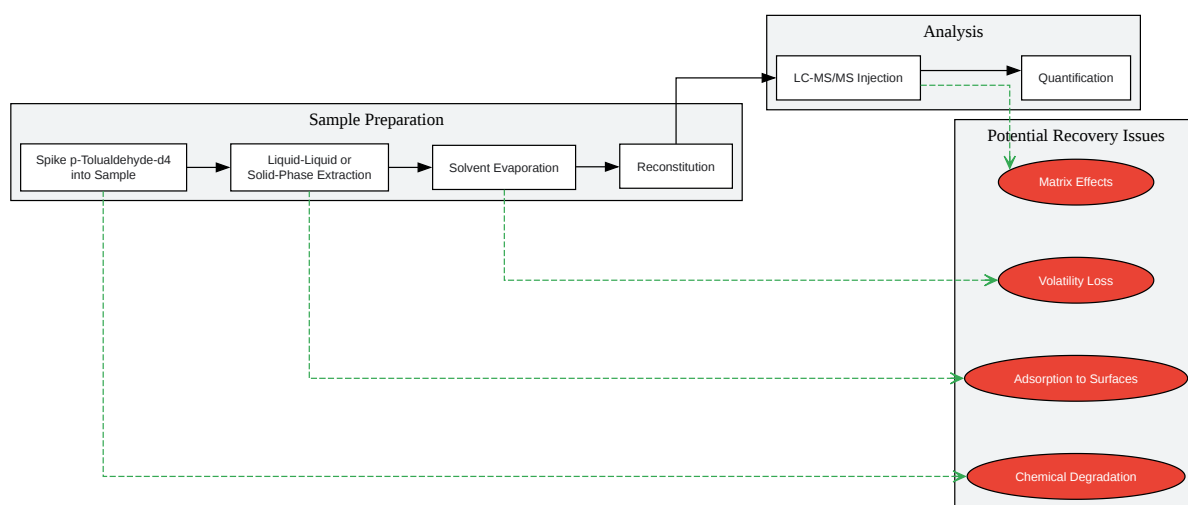 Analysis
LC-MS/MS Injection
Quantification
Sample Preparation
Spike p-Tolualdehyde-d4
into Sample
Liquid-Liquid or
Solid-Phase Extraction
Solvent Evaporation
Reconstitution
Potential Recovery Issues
Matrix Effects
Volatility Loss
Adsorption to Surfaces
Chemical Degradation